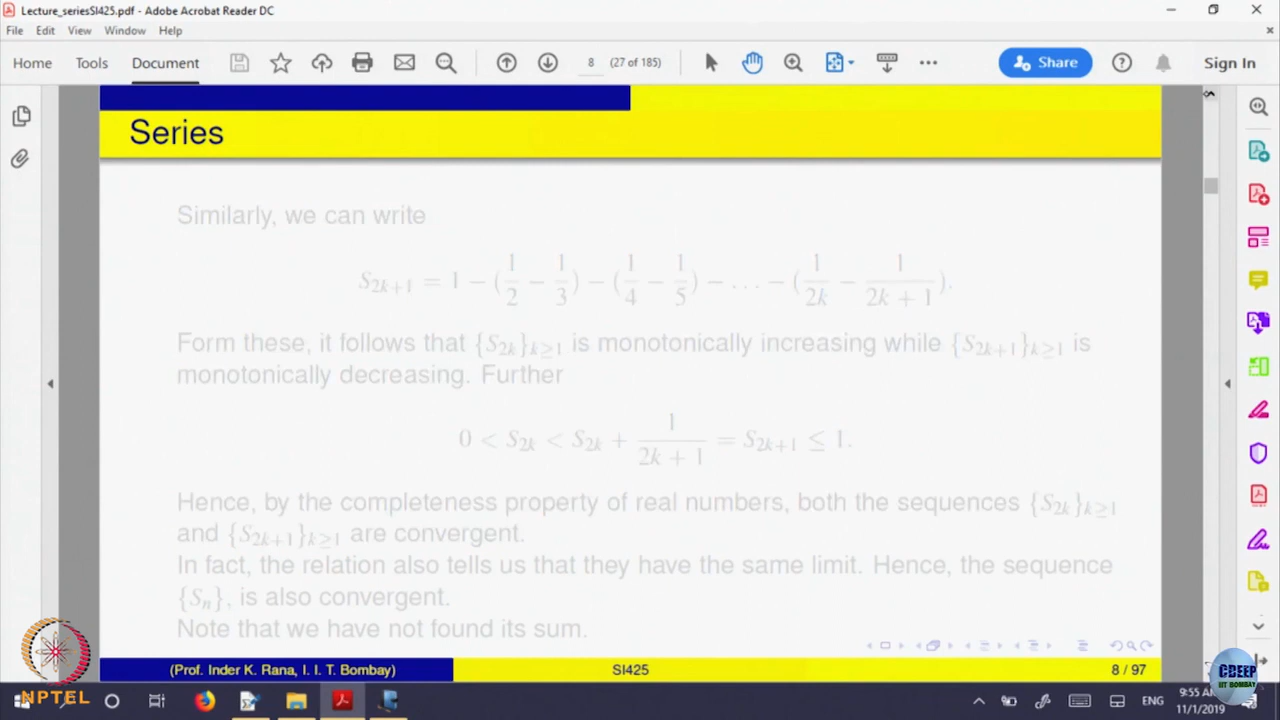 Lecture_seriesSI425.pdf - Adobe Acrobat Reader DC
File Edit View Window Help
Home Tools Document 8 (27 of 185) Share Sign In
Series
Similarly, we can write
S_{2k+1} = 1 − (1/2 − 1/3) − (1/4 − 1/5) − ... − (1/2k − 1/(2k + 1)).
Form these, it follows that {S_{2k}}_{k≥1} is monotonically increasing while {S_{2k+1}}_{k≥1} is
monotonically decreasing. Further
0 < S_{2k} < S_{2k} + 1/(2k + 1) = S_{2k+1} ≤ 1.
Hence, by the completeness property of real numbers, both the sequences {S_{2k}}_{k≥1}
and {S_{2k+1}}_{k≥1} are convergent.
In fact, the relation also tells us that they have the same limit. Hence, the sequence
{S_n}, is also convergent.
Note that we have not found its sum.
(Prof. Inder K. Rana, I. I. T. Bombay) SI425 8 / 97
NPTEL
CDEEP
IIT BOMBAY
ENG
9:55 AM
11/1/2019